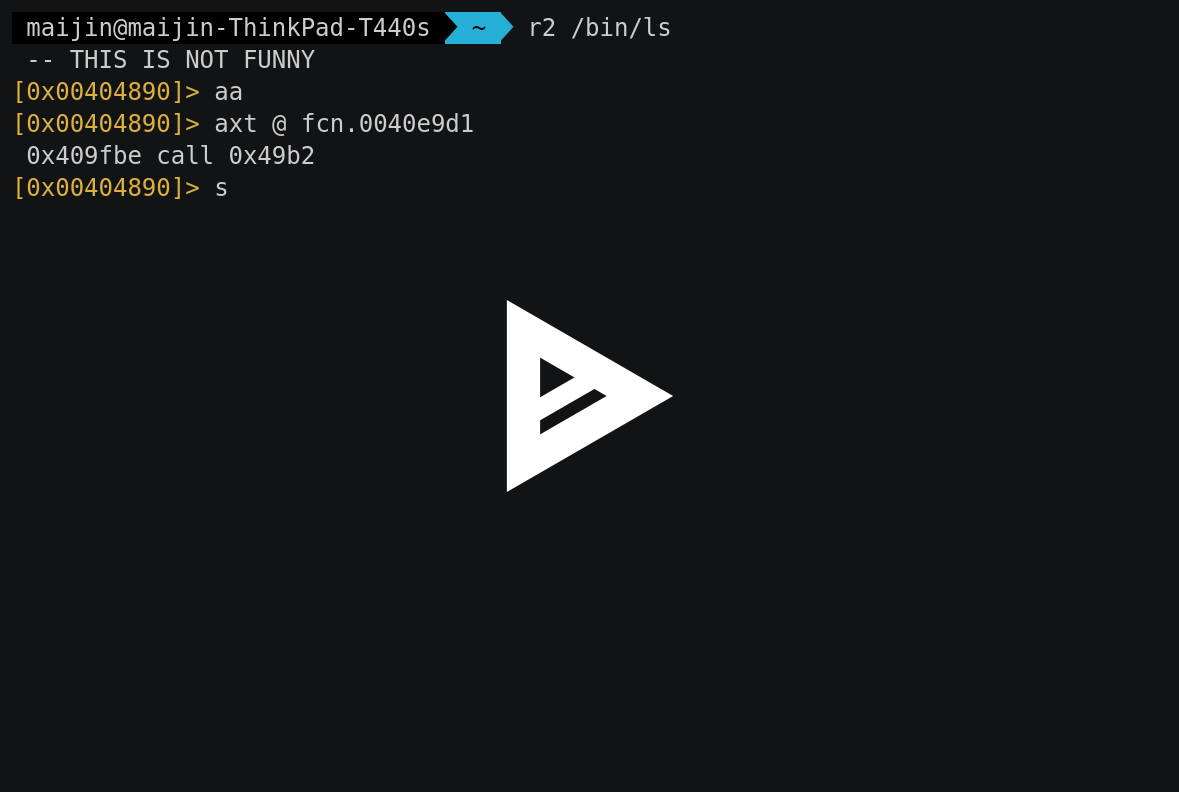 maijin@maijin-ThinkPad-T440s ~ r2 /bin/ls
-- THIS IS NOT FUNNY
[0x00404890]> aa
[0x00404890]> axt @ fcn.0040e9d1
0x409fbe call 0x49b2
[0x00404890]> s